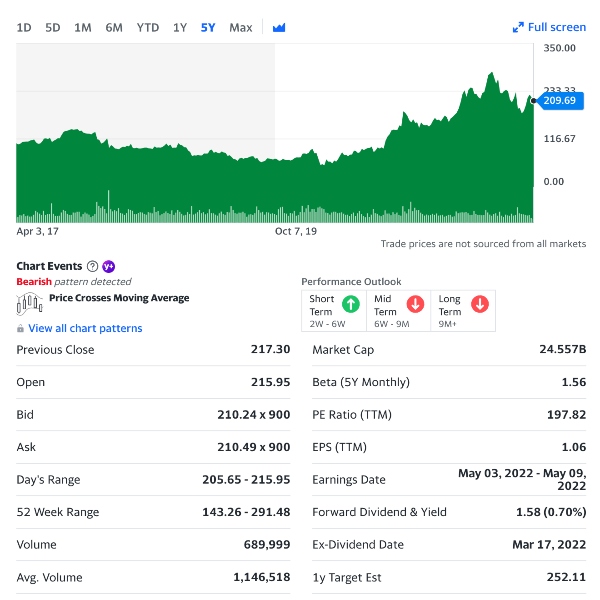 1D 5D 1M 6M YTD 1Y 5Y Max Full screen
350.00
233.33
209.69
116.67
0.00
Apr 3, 17 Oct 7, 19
Trade prices are not sourced from all markets
Chart Events ? Y+
Bearish pattern detected
Price Crosses Moving Average
View all chart patterns
Performance Outlook
Short Term 2W - 6W
Mid Term 6W - 9M
Long Term 9M+
Previous Close 217.30
Open 215.95
Bid 210.24 x 900
Ask 210.49 x 900
Day's Range 205.65 - 215.95
52 Week Range 143.26 - 291.48
Volume 689,999
Avg. Volume 1,146,518
Market Cap 24.557B
Beta (5Y Monthly) 1.56
PE Ratio (TTM) 197.82
EPS (TTM) 1.06
Earnings Date May 03, 2022 - May 09, 2022
Forward Dividend & Yield 1.58 (0.70%)
Ex-Dividend Date Mar 17, 2022
1y Target Est 252.11